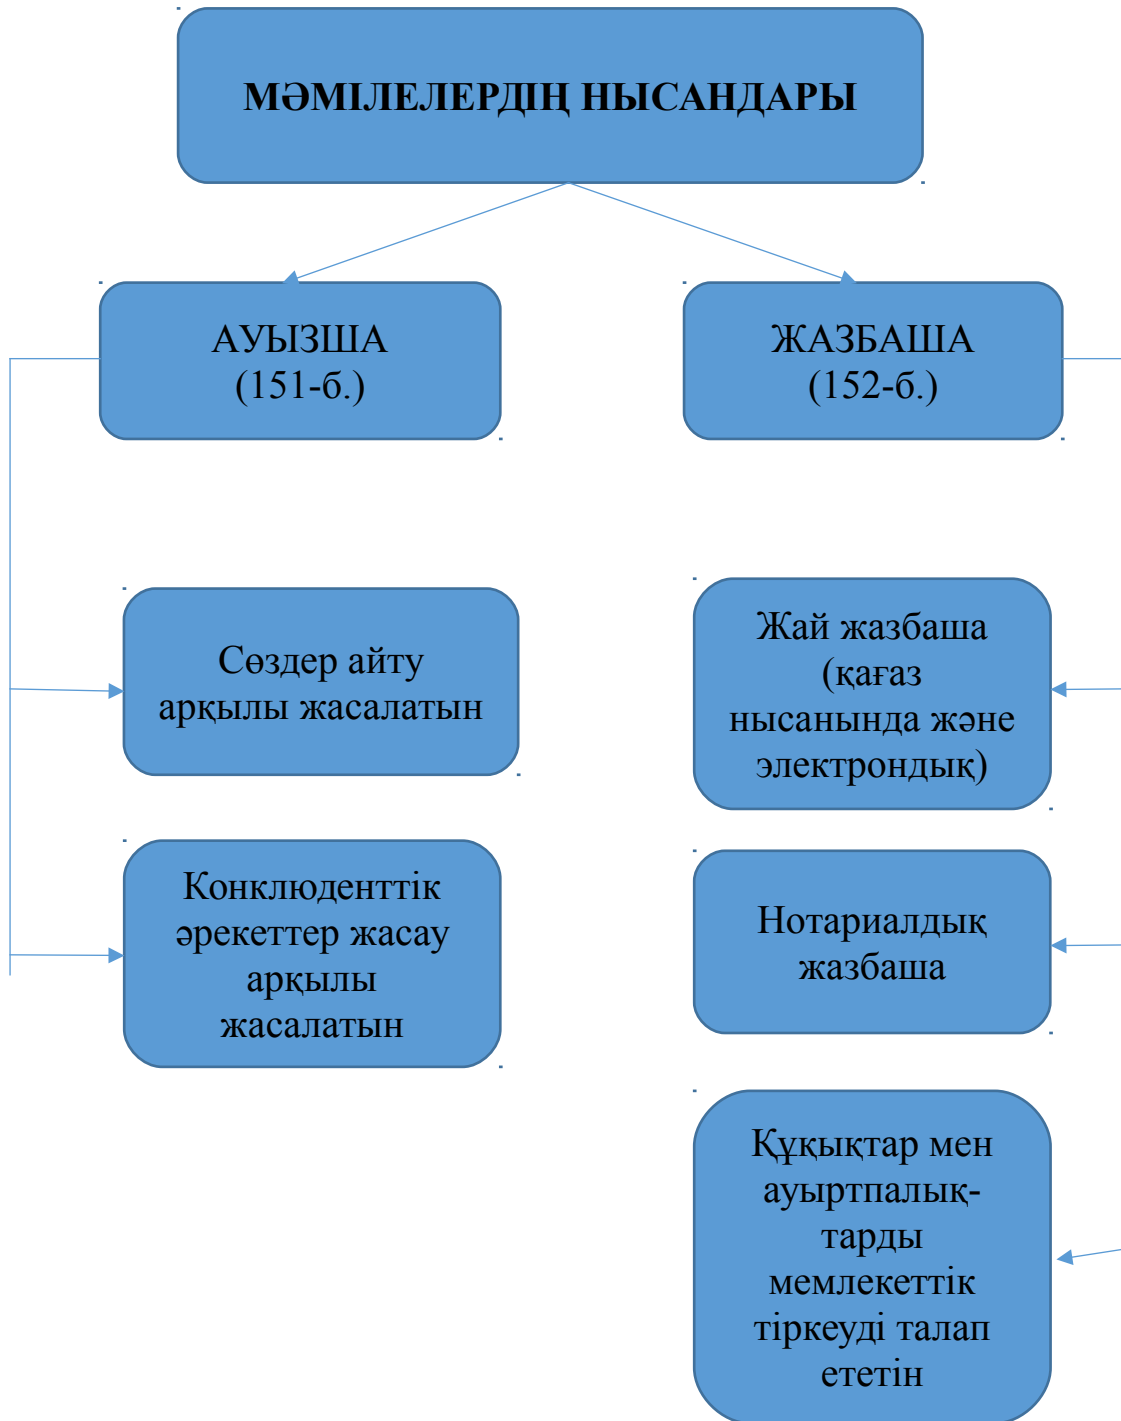 МӘМІЛЕЛЕРДІҢ НЫСАНДАРЫ
АУЫЗША
(151-б.)
ЖАЗБАША
(152-б.)
Сөздер айту
арқылы жасалатын
Конклюденттік
әрекеттер жасау
арқылы
жасалатын
Жай жазбаша
(қағаз
нысанында және
электрондық)
Нотариалдық
жазбаша
Құқықтар мен
ауыртпалық-
тарды
мемлекеттік
тіркеуді талап
ететін